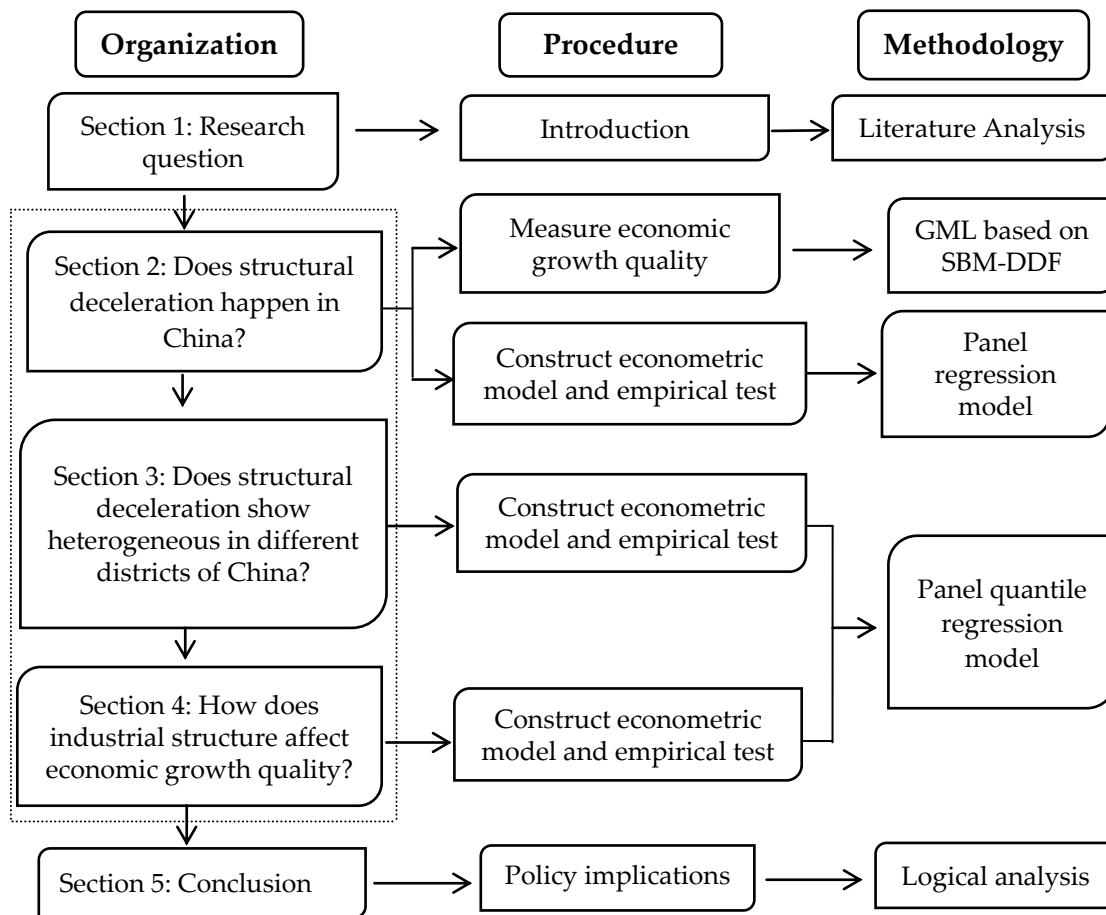 Organization
Procedure
Methodology
Section 1: Research
question
Introduction
Literature Analysis
Section 2: Does structural
deceleration happen in
China?
Measure economic
growth quality
GML based on
SBM-DDF
Construct econometric
model and empirical test
Panel
regression
model
Section 3: Does structural
deceleration show
heterogeneous in different
districts of China?
Construct econometric
model and empirical test
Panel quantile
regression
model
Section 4: How does
industrial structure affect
economic growth quality?
Construct econometric
model and empirical test
Section 5: Conclusion
Policy implications
Logical analysis